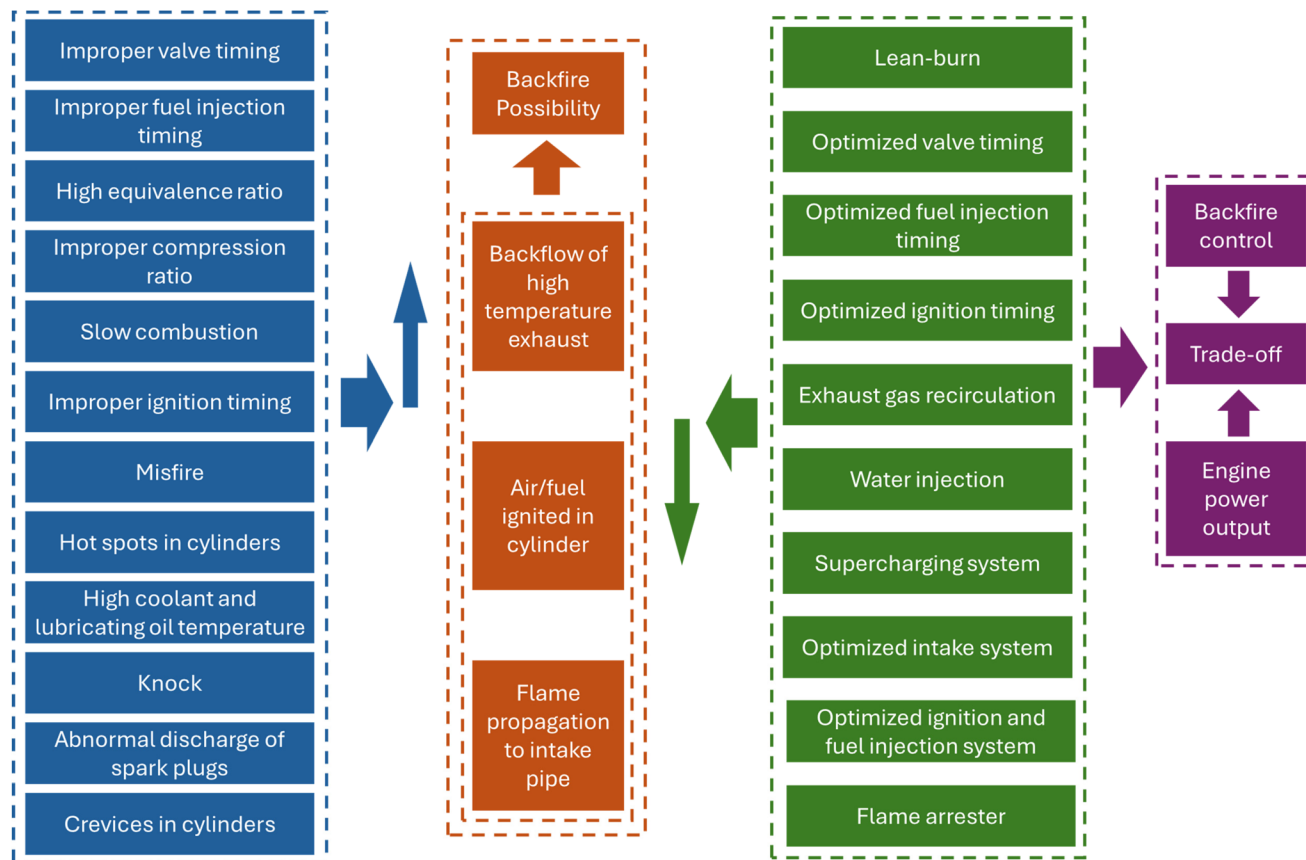 Improper valve timing
Improper fuel injection
timing
High equivalence ratio
Improper compression
ratio
Slow combustion
Improper ignition timing
Misfire
Hot spots in cylinders
High coolant and
lubricating oil temperature
Knock
Abnormal discharge of
spark plugs
Crevices in cylinders
Backfire
Possibility
Backflow of
high
temperature
exhaust
Air/fuel
ignited in
cylinder
Flame
propagation
to intake
pipe
Lean-burn
Optimized valve timing
Optimized fuel injection
timing
Optimized ignition timing
Exhaust gas recirculation
Water injection
Supercharging system
Optimized intake system
Optimized ignition and
fuel injection system
Flame arrester
Backfire
control
Trade-off
Engine
power
output